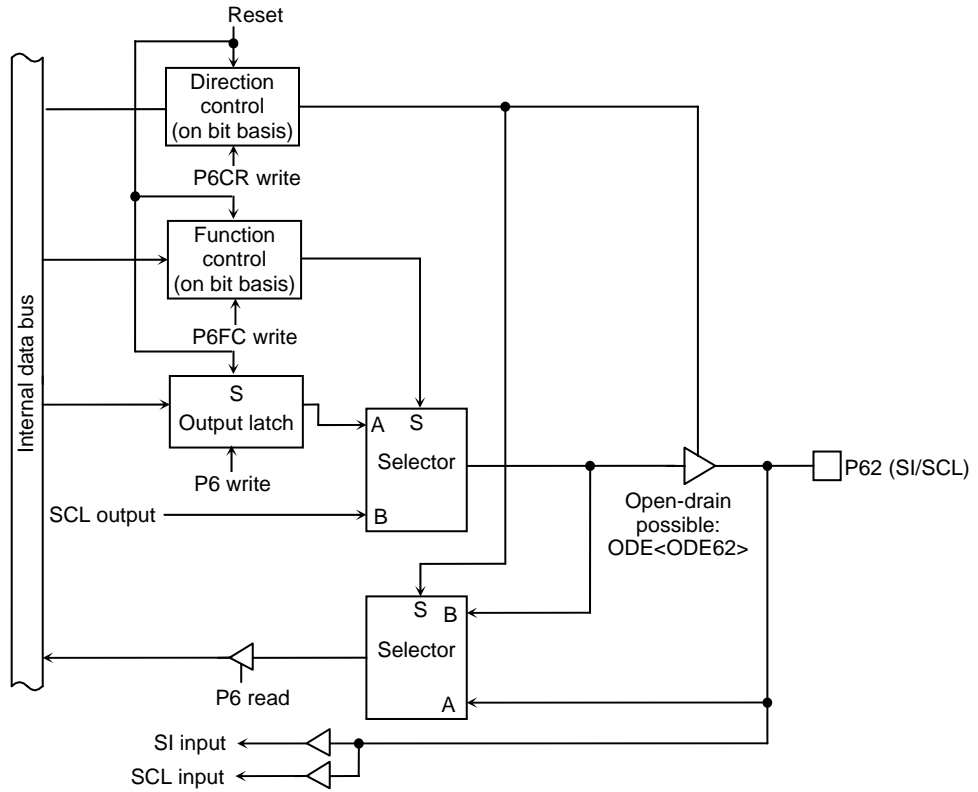 Reset
Direction
control
(on bit basis)
P6CR write
Function
control
(on bit basis)
P6FC write
Internal data bus
S
Output latch
P6 write
A
S
Selector
B
SCL output
P62 (SI/SCL)
Open-drain
possible:
ODE<ODE62>
S
B
Selector
A
P6 read
SI input
SCL input